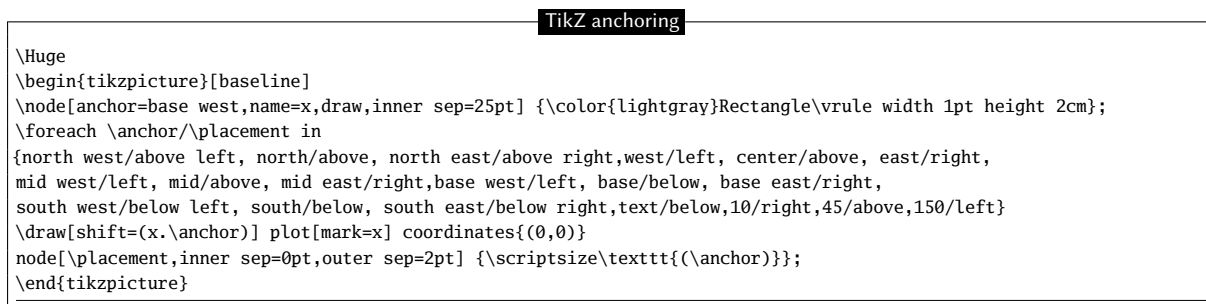 TikZ anchoring
\Huge
\begin{tikzpicture}[baseline]
\node[anchor=base west,name=x,draw,inner sep=25pt] {\color{lightgray}Rectangle\vrule width 1pt height 2cm};
\foreach \anchor/\placement in
{north west/above left, north/above, north east/above right,west/left, center/above, east/right,
mid west/left, mid/above, mid east/right,base west/left, base/below, base east/right,
south west/below left, south/below, south east/below right,text/below,10/right,45/above,150/left}
\draw[shift=(x.\anchor)] plot[mark=x] coordinates{(0,0)}
node[\placement,inner sep=0pt,outer sep=2pt] {\scriptsize\texttt{(\anchor)}};
\end{tikzpicture}